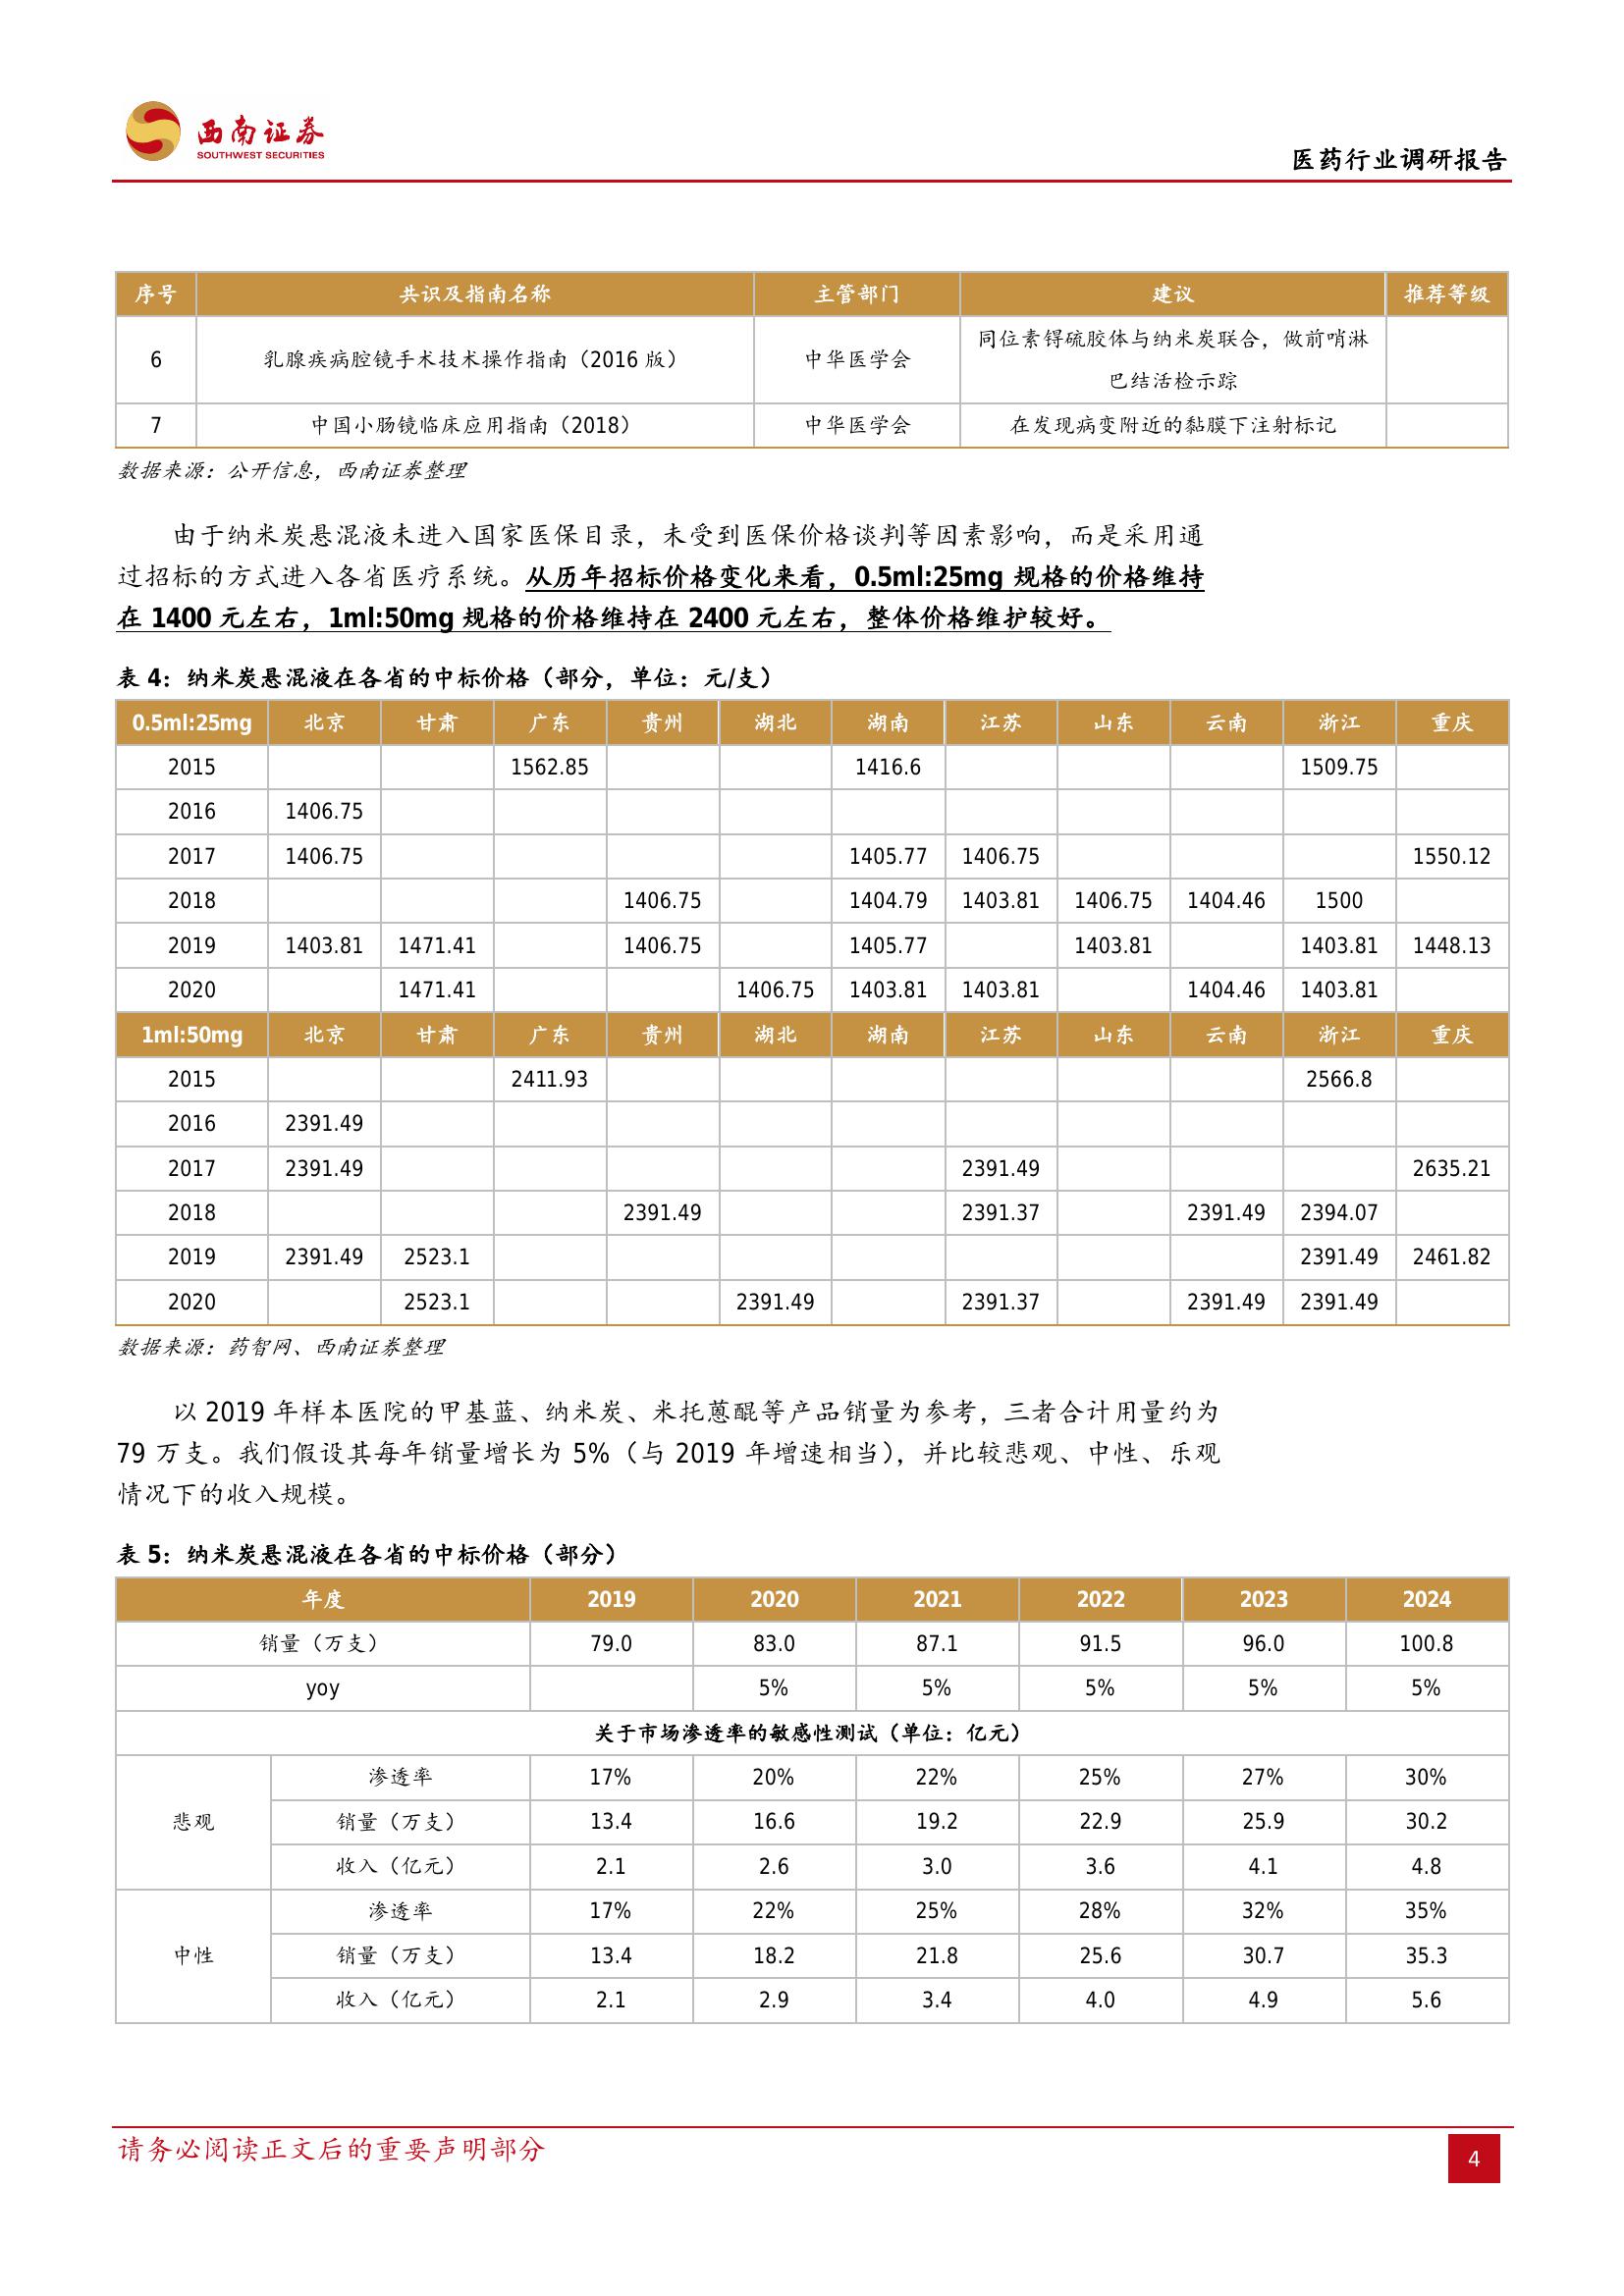 西南证券
SOUTHWEST SECURITIES
医药行业调研报告
序号 共识及指南名称 主管部门 建议 推荐等级
6 乳腺疾病腔镜手术技术操作指南（2016 版） 中华医学会 同位素锝硫胶体与纳米炭联合，做前哨淋
巴结活检示踪
7 中国小肠镜临床应用指南（2018） 中华医学会 在发现病变附近的黏膜下注射标记
数据来源：公开信息，西南证券整理
由于纳米炭悬混液未进入国家医保目录，未受到医保价格谈判等因素影响，而是采用通
过招标的方式进入各省医疗系统。从历年招标价格变化来看，0.5ml:25mg 规格的价格维持
在 1400 元左右，1ml:50mg 规格的价格维持在 2400 元左右，整体价格维护较好。
表 4：纳米炭悬混液在各省的中标价格（部分，单位：元/支）
0.5ml:25mg 北京 甘肃 广东 贵州 湖北 湖南 江苏 山东 云南 浙江 重庆
2015 1562.85 1416.6 1509.75
2016 1406.75
2017 1406.75 1405.77 1406.75 1550.12
2018 1406.75 1404.79 1403.81 1406.75 1404.46 1500
2019 1403.81 1471.41 1406.75 1405.77 1403.81 1403.81 1448.13
2020 1471.41 1406.75 1403.81 1403.81 1404.46 1403.81
1ml:50mg 北京 甘肃 广东 贵州 湖北 湖南 江苏 山东 云南 浙江 重庆
2015 2411.93 2566.8
2016 2391.49
2017 2391.49 2391.49 2635.21
2018 2391.49 2391.37 2391.49 2394.07
2019 2391.49 2523.1 2391.49 2461.82
2020 2523.1 2391.49 2391.37 2391.49 2391.49
数据来源：药智网、西南证券整理
以 2019 年样本医院的甲基蓝、纳米炭、米托蒽醌等产品销量为参考，三者合计用量约为
79 万支。我们假设其每年销量增长为 5%（与 2019 年增速相当），并比较悲观、中性、乐观
情况下的收入规模。
表 5：纳米炭悬混液在各省的中标价格（部分）
年度 2019 2020 2021 2022 2023 2024
销量（万支） 79.0 83.0 87.1 91.5 96.0 100.8
yoy 5% 5% 5% 5% 5%
关于市场渗透率的敏感性测试（单位：亿元）
悲观 渗透率 17% 20% 22% 25% 27% 30%
销量（万支） 13.4 16.6 19.2 22.9 25.9 30.2
收入（亿元） 2.1 2.6 3.0 3.6 4.1 4.8
中性 渗透率 17% 22% 25% 28% 32% 35%
销量（万支） 13.4 18.2 21.8 25.6 30.7 35.3
收入（亿元） 2.1 2.9 3.4 4.0 4.9 5.6
请务必阅读正文后的重要声明部分
4